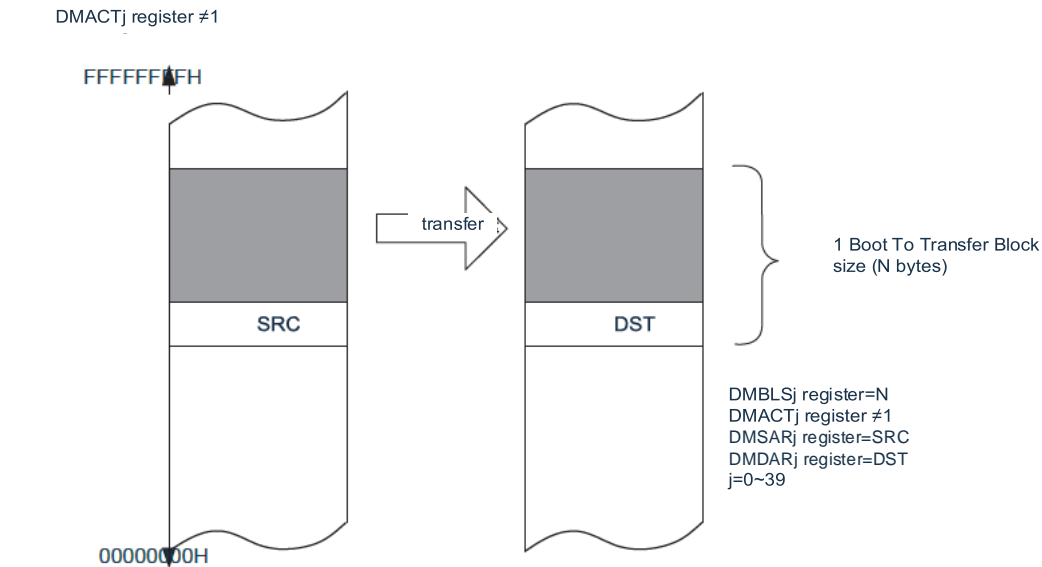 DMACTj register ≠1
FFFFFFFFH
transfer
SRC
DST
1 Boot To Transfer Block
size (N bytes)
DMBLSj register=N
DMACTj register ≠1
DMSARj register=SRC
DMDARj register=DST
j=0~39
00000000H